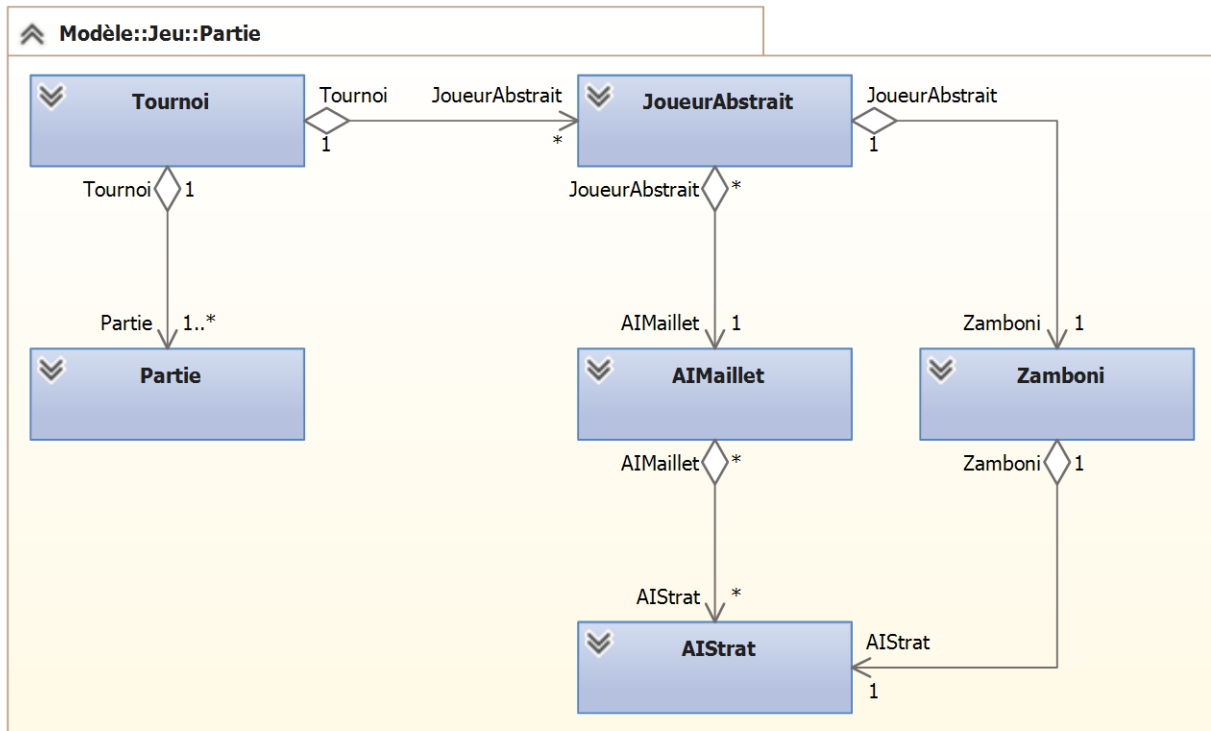 Modèle::Jeu::Partie
Tournoi
Tournoi
JoueurAbstrait
JoueurAbstrait
JoueurAbstrait
1
*
1
Tournoi
1
JoueurAbstrait
*
Partie
1..*
AIMaillet
1
Zamboni
1
Partie
AIMaillet
Zamboni
AIMaillet
*
Zamboni
1
AIStrat
*
AIStrat
AIStrat
1